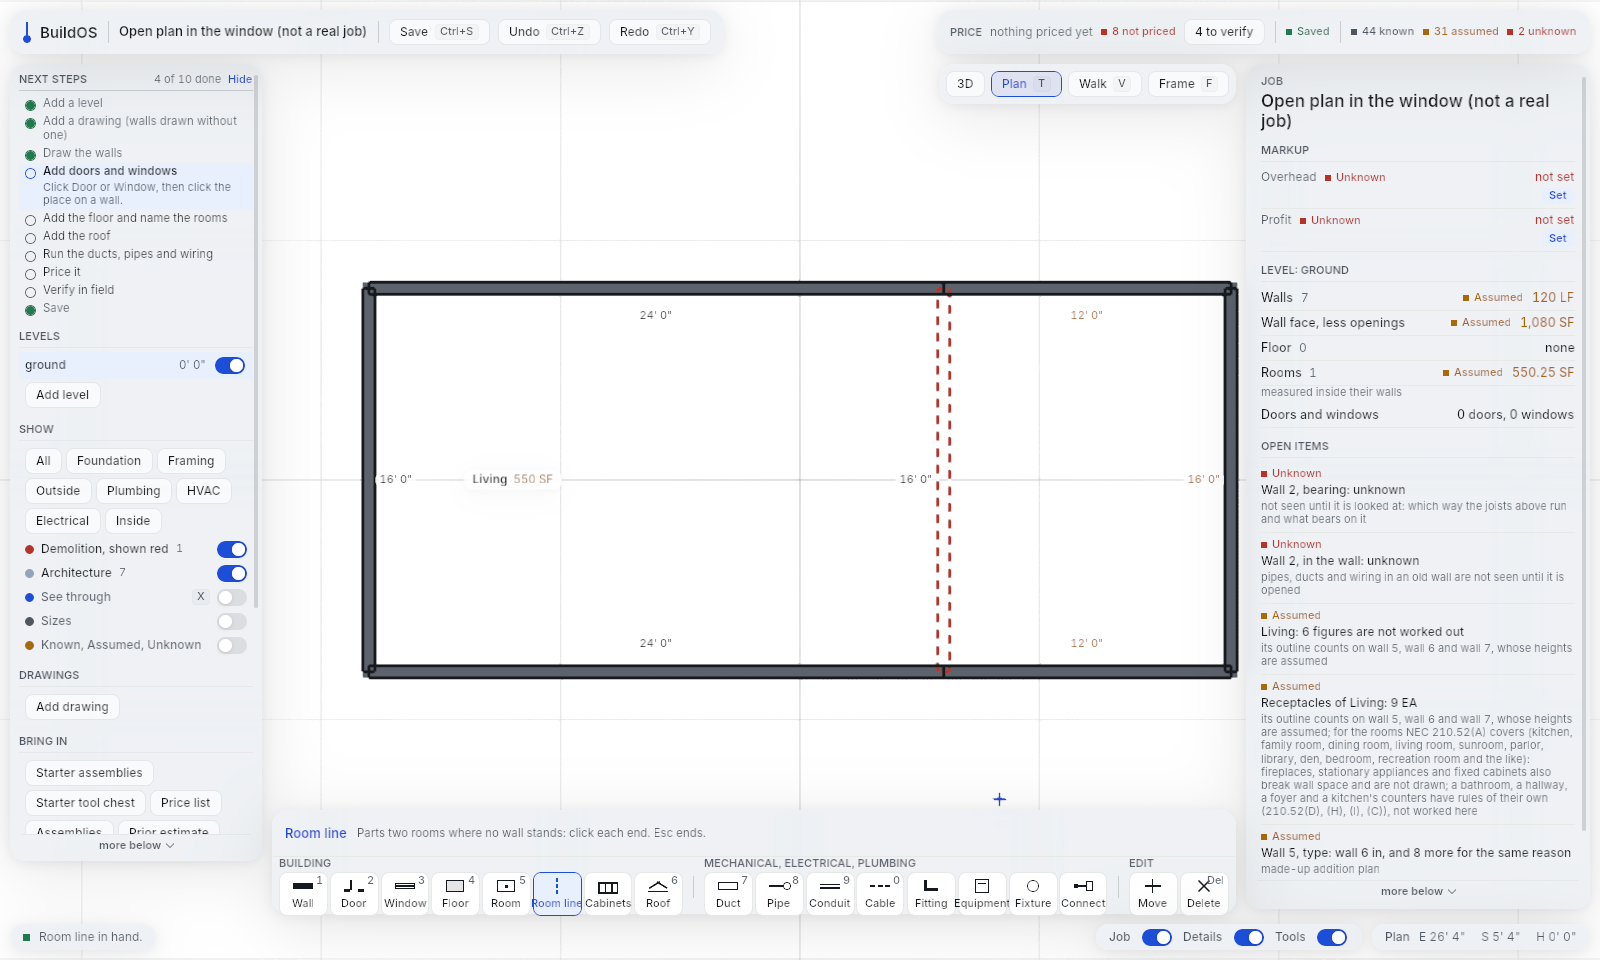 BuildOS
Open plan in the window (not a real job)
Save Ctrl+S
Undo Ctrl+Z
Redo Ctrl+Y
PRICE nothing priced yet 8 not priced 4 to verify Saved 44 known 31 assumed 2 unknown
3D
Plan T
Walk V
Frame F
NEXT STEPS 4 of 10 done Hide
Add a level
Add a drawing (walls drawn without
one)
Draw the walls
Add doors and windows
Click Door or Window, then click the
place on a wall.
Add the floor and name the rooms
Add the roof
Run the ducts, pipes and wiring
Price it
Verify in field
Save
LEVELS
ground 0' 0"
Add level
SHOW
All Foundation Framing
Outside Plumbing HVAC
Electrical Inside
Demolition, shown red 1
Architecture 7
See through X
Sizes
Known, Assumed, Unknown
DRAWINGS
Add drawing
BRING IN
Starter assemblies
Starter tool chest Price list
Assemblies Prior estimate
more below
24' 0" 12' 0"
16' 0" Living 550 SF 16' 0" 16' 0"
24' 0" 12' 0"
Room line Parts two rooms where no wall stands: click each end. Esc ends.
BUILDING
Wall 1
Door 2
Window 3
Floor 4
Room 5
Room line
Cabinets
Roof 6
MECHANICAL, ELECTRICAL, PLUMBING
Duct 7
Pipe 8
Conduit 9
Cable 0
Fitting
Equipment
Fixture
Connect
EDIT
Move
Delete Del
JOB
Open plan in the window (not a real
job)
MARKUP
Overhead Unknown not set
Set
Profit Unknown not set
Set
LEVEL: GROUND
Walls 7 Assumed 120 LF
Wall face, less openings Assumed 1,080 SF
Floor 0 none
Rooms 1 Assumed 550.25 SF
measured inside their walls
Doors and windows 0 doors, 0 windows
OPEN ITEMS
Unknown
Wall 2, bearing: unknown
not seen until it is looked at: which way the joists above run
and what bears on it
Unknown
Wall 2, in the wall: unknown
pipes, ducts and wiring in an old wall are not seen until it is
opened
Assumed
Living: 6 figures are not worked out
its outline counts on wall 5, wall 6 and wall 7, whose heights
are assumed
Assumed
Receptacles of Living: 9 EA
its outline counts on wall 5, wall 6 and wall 7, whose heights
are assumed; for the rooms NEC 210.52(A) covers (kitchen,
family room, dining room, living room, sunroom, parlor,
library, den, bedroom, recreation room and the like):
fireplaces, stationary appliances and fixed cabinets also
break wall space and are not drawn; a bathroom, a hallway,
a foyer and a kitchen's counters have rules of their own
(210.52(D), (H), (I), (C)), not worked here
Assumed
Wall 5, type: wall 6 in, and 8 more for the same reason
made-up addition plan
more below
Room line in hand.
Job Details Tools
Plan E 26' 4" S 5' 4" H 0' 0"